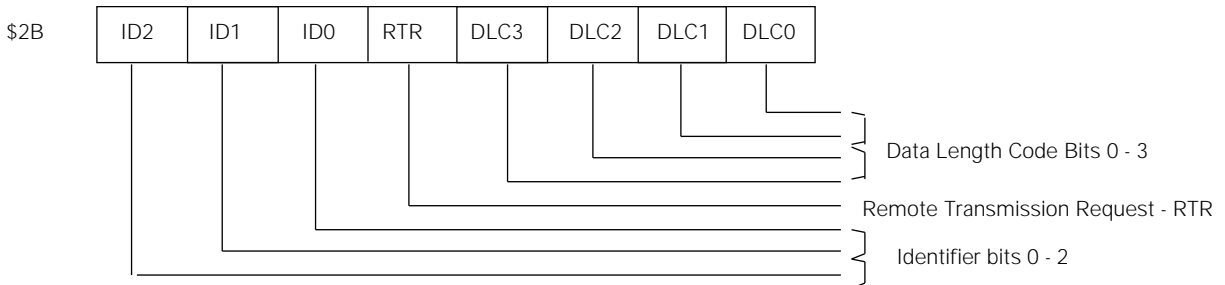 $2B ID2 ID1 ID0 RTR DLC3 DLC2 DLC1 DLC0
Data Length Code Bits 0 - 3
Remote Transmission Request - RTR
Identifier bits 0 - 2